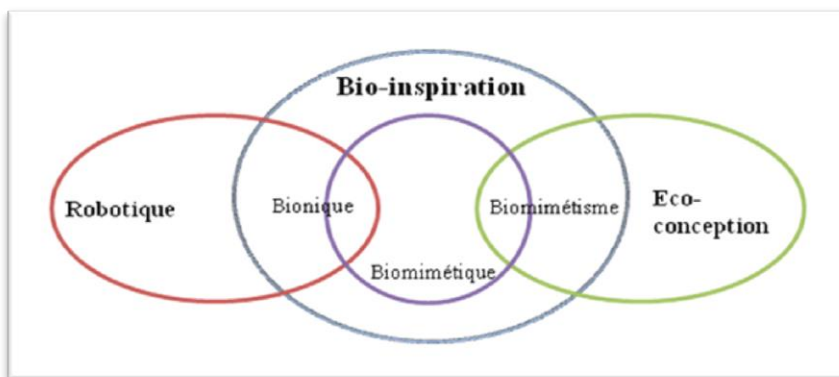 Bio-inspiration
Robotique
Bionique
Biomimétisme
Eco-
conception
Biomimétique